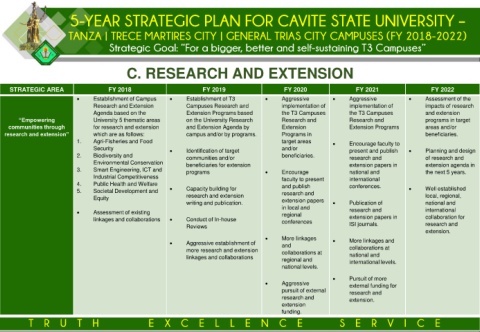 5-YEAR STRATEGIC PLAN FOR CAVITE STATE UNIVERSITY –
TANZA | TRECE MARTIRES CITY | GENERAL TRIAS CITY CAMPUSES (FY 2018-2022)
Strategic Goal: "For a bigger, better and self-sustaining T3 Campuses"
C. RESEARCH AND EXTENSION
STRATEGIC AREA
FY 2018
FY 2019
FY 2020
FY 2021
FY 2022
"Empowering
communities through
research and extension"
• Establishment of Campus
Research and Extension
Agenda based on the
University 5 thematic areas
for research and extension
which are as follows:
1. Agri-Fisheries and Food
Security
2. Biodiversity and
Environmental Conservation
3. Smart Engineering, ICT and
Industrial Competitiveness
4. Public Health and Welfare
5. Societal Development and
Equity
• Assessment of existing
linkages and collaborations
• Establishment of T3
Campuses Research and
Extension Programs based
on the University Research
and Extension Agenda by
campus and/or by programs
• Identification of target
communities and/or
beneficiaries for extension
programs
• Capacity building for
research and extension
writing and publication.
• Conduct of In-house
Reviews
• Aggressive establishment of
more research and extension
linkages and collaborations
• Aggressive
implementation of
the T3 Campuses
Research and
Extension
Programs in
target areas
and/or
beneficiaries.
• Encourage
faculty to present
and publish
research and
extension papers
in local and
regional
conferences
• More linkages
and
collaborations at
regional and
national levels.
• Aggressive
pursuit of external
research and
extension
funding.
• Aggressive
implementation of
the T3 Campuses
Research and
Extension Programs
• Encourage faculty to
present and publish
research and
extension papers in
national and
international
conferences.
• Publication of
research and
extension papers in
ISI journals.
• More linkages and
collaborations at
national and
international levels.
• Pursuit of more
external funding for
research and
extension.
• Assessment of the
impacts of research
and extension
programs in target
areas and/or
beneficiaries.
• Planning and design
of research and
extension agenda in
the next 5 years.
• Well-established
local, regional,
national and
international
collaboration for
research and
extension.
TRUTH EXCELLENCE SERVICE